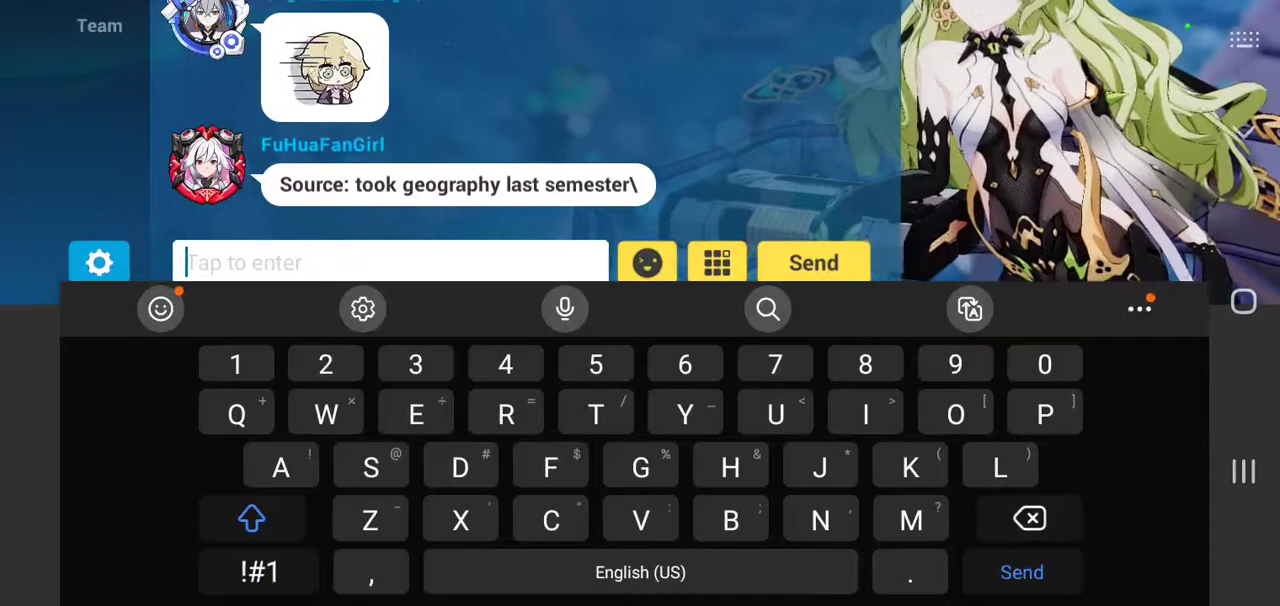 Team
FuHuaFanGirl
Source: took geography last semester\
Tap to enter
Send
1 2 3 4 5 6 7 8 9 0
Q + W × E ÷ R = T / Y _ U < I > O [ P ]
A ! S @ D # F $ G % H & J * K ( L )
Z - X ' C " V : B ; N , M ?
!#1 , English (US) . Send